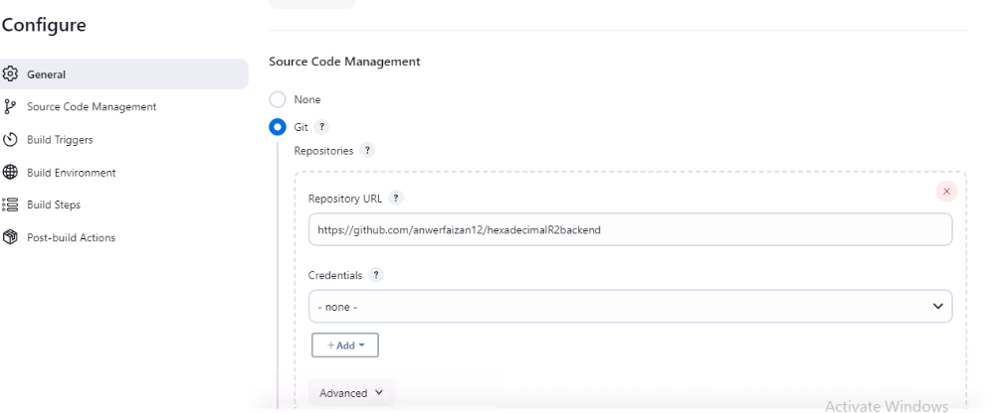 Configure
General
Source Code Management
Build Triggers
Build Environment
Build Steps
Post-build Actions
Source Code Management
None
Git ?
Repositories ?
Repository URL ?
https://github.com/anwerfaizan12/hexadecimalR2backend
Credentials ?
- none -
+ Add
Advanced
Activate Windows